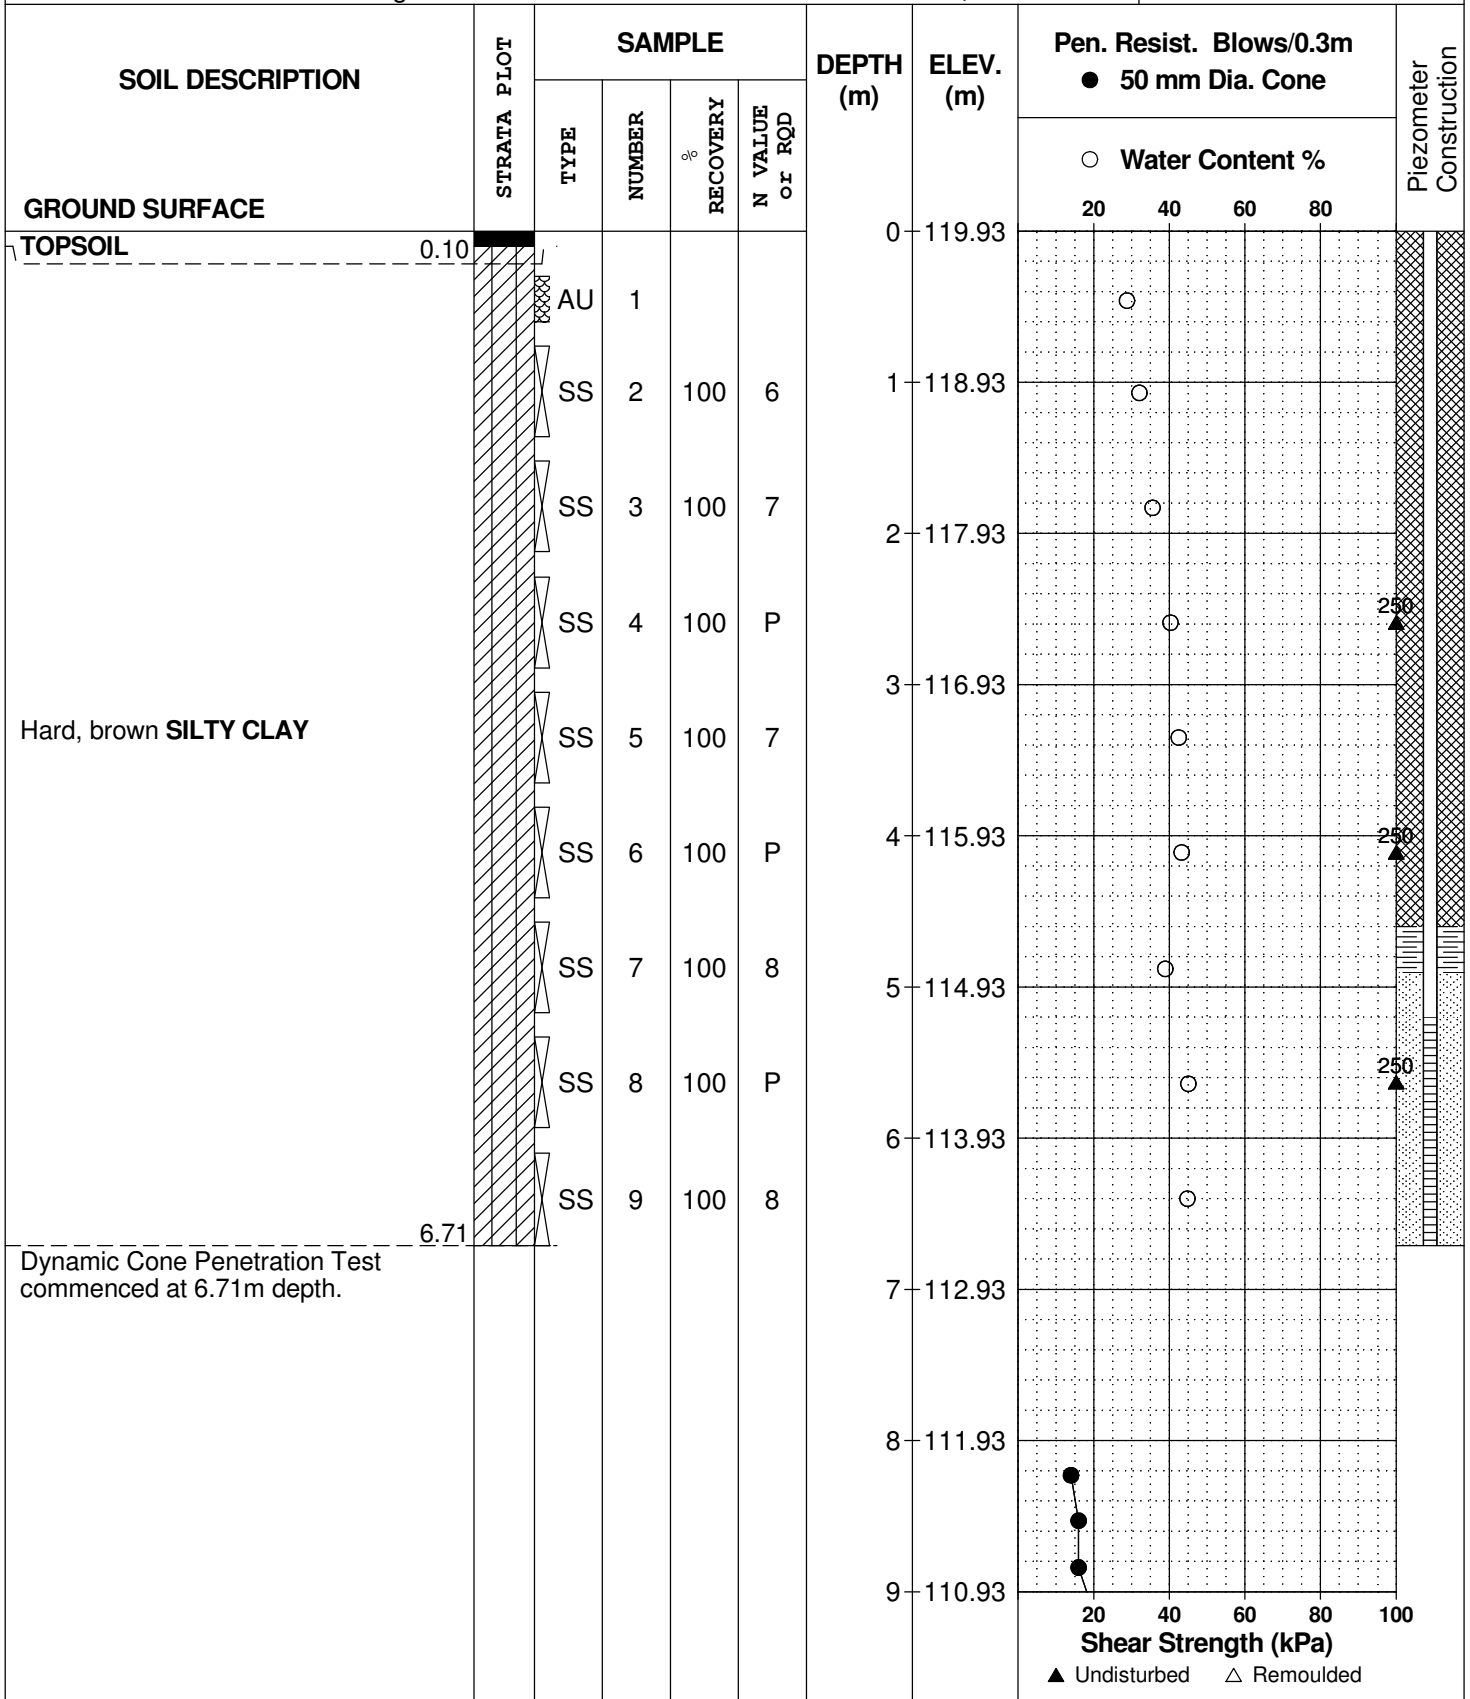 SOIL DESCRIPTION
GROUND SURFACE
STRATA PLOT
SAMPLE
TYPE
NUMBER
%
RECOVERY
N VALUE
or RQD
DEPTH
(m)
ELEV.
(m)
Pen. Resist. Blows/0.3m
● 50 mm Dia. Cone
○ Water Content %
20 40 60 80
Piezometer
Construction
TOPSOIL 0.10
0 119.93
AU 1
SS 2 100 6
1 118.93
SS 3 100 7
2 117.93
SS 4 100 P
250
3 116.93
Hard, brown SILTY CLAY
SS 5 100 7
4 115.93
SS 6 100 P
250
SS 7 100 8
5 114.93
SS 8 100 P
250
6 113.93
SS 9 100 8
6.71
Dynamic Cone Penetration Test
commenced at 6.71m depth.
7 112.93
8 111.93
9 110.93
20 40 60 80 100
Shear Strength (kPa)
▲ Undisturbed △ Remoulded